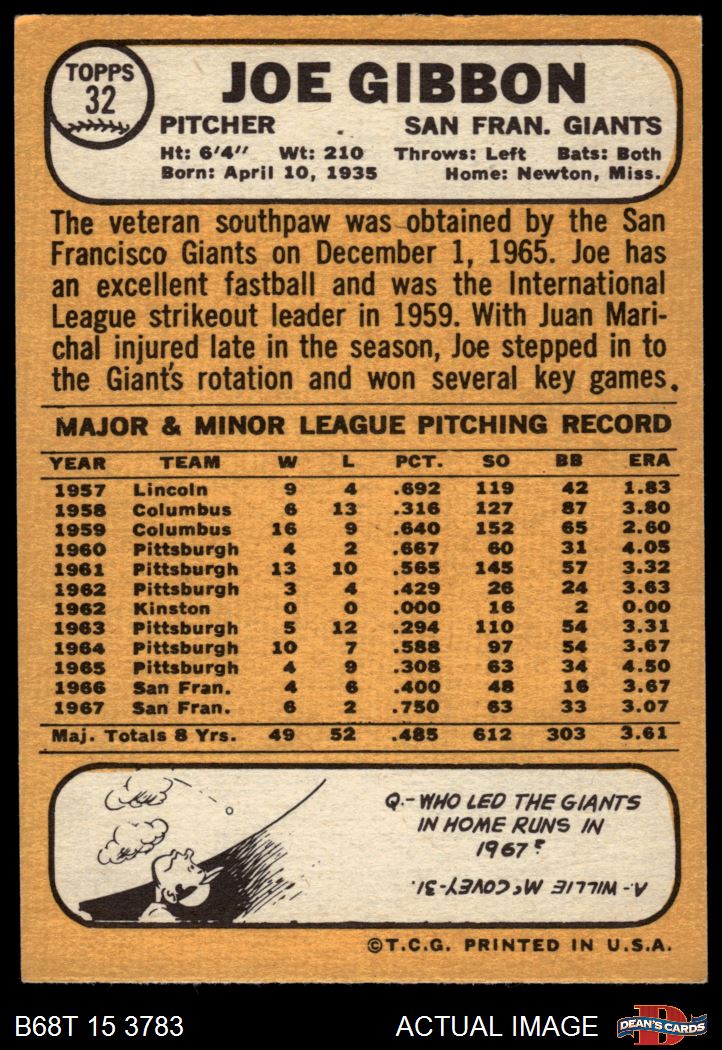 TOPPS
32
JOE GIBBON
PITCHER . SAN FRAN. GIANTS
Ht: 6'4" Wt: 210 Throws: Left Bats: Both
Born: April 10, 1935 Home: Newton, Miss.
The veteran southpaw was obtained by the San
Francisco Giants on December 1, 1965. Joe has
an excellent fastball and was the International
League strikeout leader in 1959. With Juan Mari-
chal injured late in the season, Joe stepped in to
the Giant's rotation and won several key games.
MAJOR & MINOR LEAGUE PITCHING RECORD
YEAR TEAM W L PCT. SO BB ERA
1957 Lincoln 9 4 .692 119 42 1.83
1958 Columbus 6 13 .316 127 87 3.80
1959 Columbus 16 9 .640 152 65 2.60
1960 Pittsburgh 4 2 .667 60 31 4.05
1961 Pittsburgh 13 10 .565 145 57 3.32
1962 Pittsburgh 3 4 .429 26 24 3.63
1962 Kinston 0 0 .000 16 2 0.00
1963 Pittsburgh 5 12 .294 110 54 3.31
1964 Pittsburgh 10 7 .588 97 54 3.67
1965 Pittsburgh 4 9 .308 63 34 4.50
1966 San Fran. 4 6 .400 48 16 3.67
1967 San Fran. 6 2 .750 63 33 3.07
Maj. Totals 8 Yrs. 49 52 .485 612 303 3.61
Q.-WHO LED THE GIANTS
IN HOME RUNS IN
1967?
A.-WILLIE McCOVEY-31.
©T.C.G. PRINTED IN U.S.A.
B68T 15 3783 ACTUAL IMAGE
D
DEAN'S CARDS